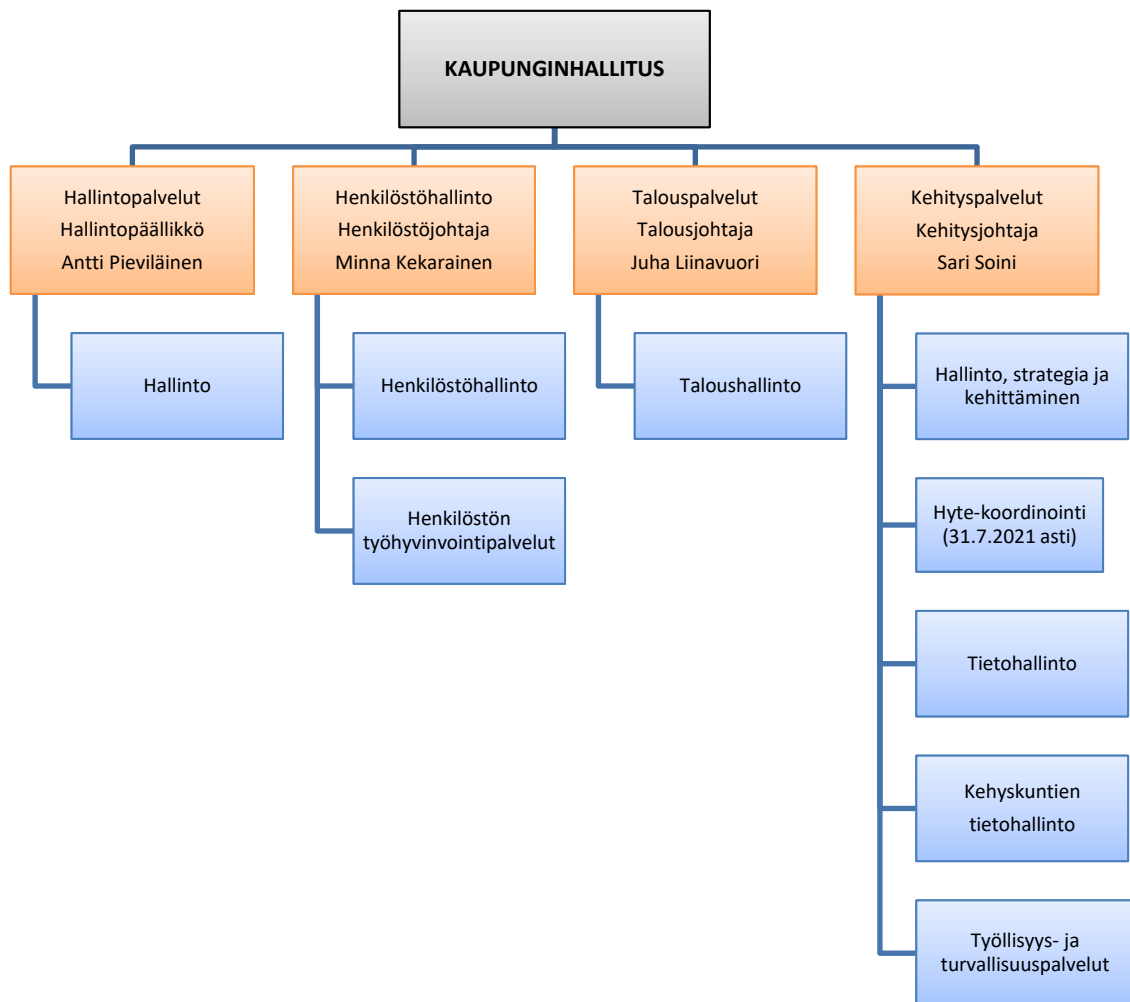 KAUPUNGINHALLITUS
Hallintopalvelut
Hallintopäällikkö
Antti Pieviläinen
Hallinto
Henkilöstöhallinto
Henkilöstöjohtaja
Minna Kekarainen
Henkilöstöhallinto
Henkilöstön
työhyvinvointipalvelut
Talouspalvelut
Talousjohtaja
Juha Liinavuori
Taloushallinto
Kehityspalvelut
Kehitysjohtaja
Sari Soini
Hallinto, strategia ja
kehittäminen
Hyte-koordinointi
(31.7.2021 asti)
Tietohallinto
Kehyskuntien
tietohallinto
Työllisyys- ja
turvallisuuspalvelut